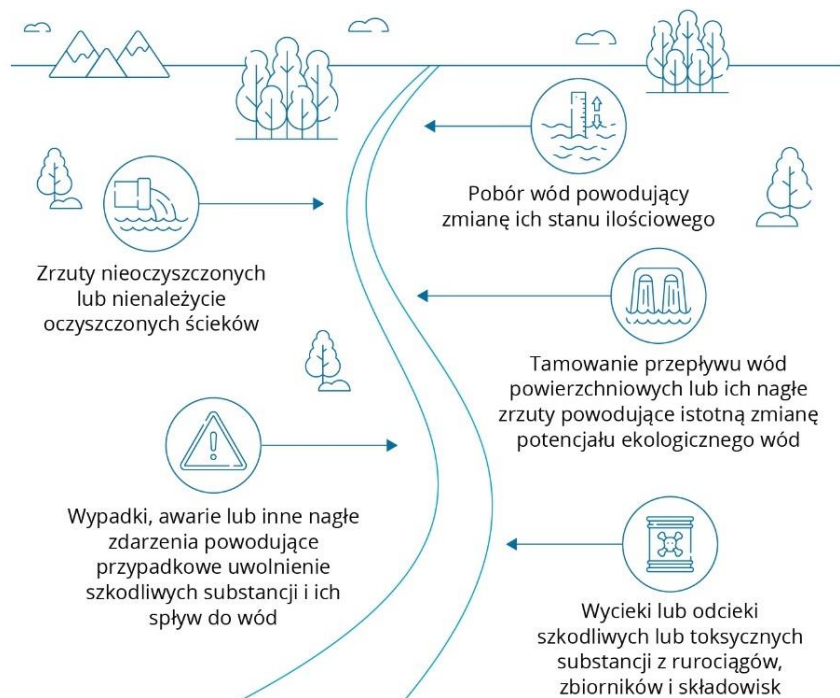 Pobór wód powodujący
zmianę ich stanu ilościowego
Zrzuty nieoczyszczonych
lub nienależycie
oczyszczonych ścieków
Tamowanie przepływu wód
powierzchniowych lub ich nagłe
zrzuty powodujące istotną zmianę
potencjału ekologicznego wód
Wypadki, awarie lub inne nagłe
zdarzenia powodujące
przypadkowe uwolnienie
szkodliwych substancji i ich
spływ do wód
Wycieki lub odcieki
szkodliwych lub toksycznych
substancji z rurociągów,
zbiorników i składowisk